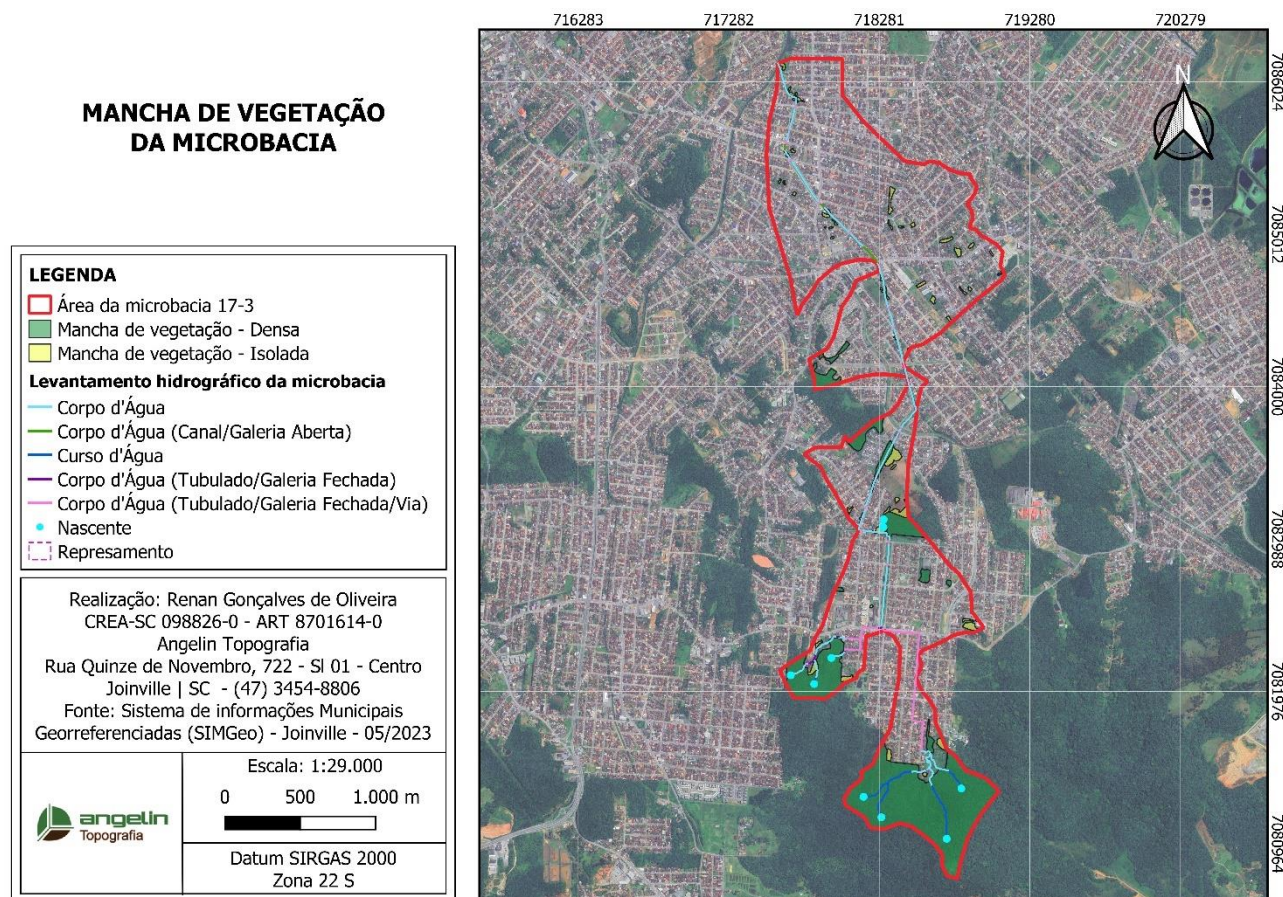 MANCHA DE VEGETAÇÃO
DA MICROBACIA
LEGENDA
Área da microbacia 17-3
Mancha de vegetação - Densa
Mancha de vegetação - Isolada
Levantamento hidrográfico da microbacia
Corpo d'Água
Corpo d'Água (Canal/Galeria Aberta)
Curso d'Água
Corpo d'Água (Tubulado/Galeria Fechada)
Corpo d'Água (Tubulado/Galeria Fechada/Via)
Nascente
Represamento
Realização: Renan Gonçalves de Oliveira
CREA-SC 098826-0 - ART 8701614-0
Angelin Topografia
Rua Quinze de Novembro, 722 - Sl 01 - Centro
Joinville | SC - (47) 3454-8806
Fonte: Sistema de informações Municipais
Georreferenciadas (SIMGeo) - Joinville - 05/2023
angelin
Topografia
Escala: 1:29.000
0 500 1.000 m
Datum SIRGAS 2000
Zona 22 S
716283 717282 718281 719280 720279
N
7086024
7085012
7084000
7082988
7081976
7080964